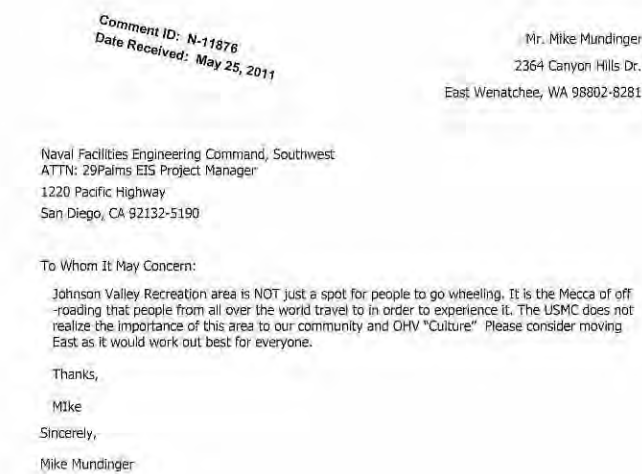 Comment ID: N-11876
Date Received: May 25, 2011
Mr. Mike Mundinger
2364 Canyon Hills Dr.
East Wenatchee, WA 98802-8281
Naval Facilities Engineering Command, Southwest
ATTN: 29Palms EIS Project Manager
1220 Pacific Highway
San Diego, CA 92132-5190
To Whom It May Concern:
Johnson Valley Recreation area is NOT just a spot for people to go wheeling. It is the Mecca of off
-roading that people from all over the world travel to in order to experience it. The USMC does not
realize the importance of this area to our community and OHV "Culture" Please consider moving
East as it would work out best for everyone.
Thanks,
MIke
Sincerely,
Mike Mundinger